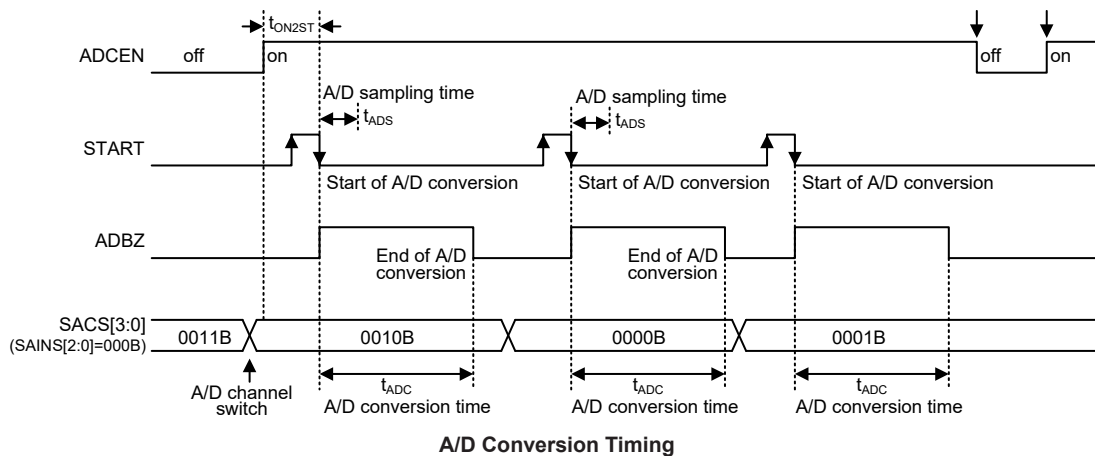 tON2ST
ADCEN
off
on
off
on
A/D sampling time
tADS
A/D sampling time
tADS
START
Start of A/D conversion
Start of A/D conversion
Start of A/D conversion
ADBZ
End of A/D
conversion
End of A/D
conversion
SACS[3:0]
(SAINS[2:0]=000B)
0011B
0010B
0000B
0001B
A/D channel
switch
tADC
A/D conversion time
tADC
A/D conversion time
tADC
A/D conversion time
A/D Conversion Timing